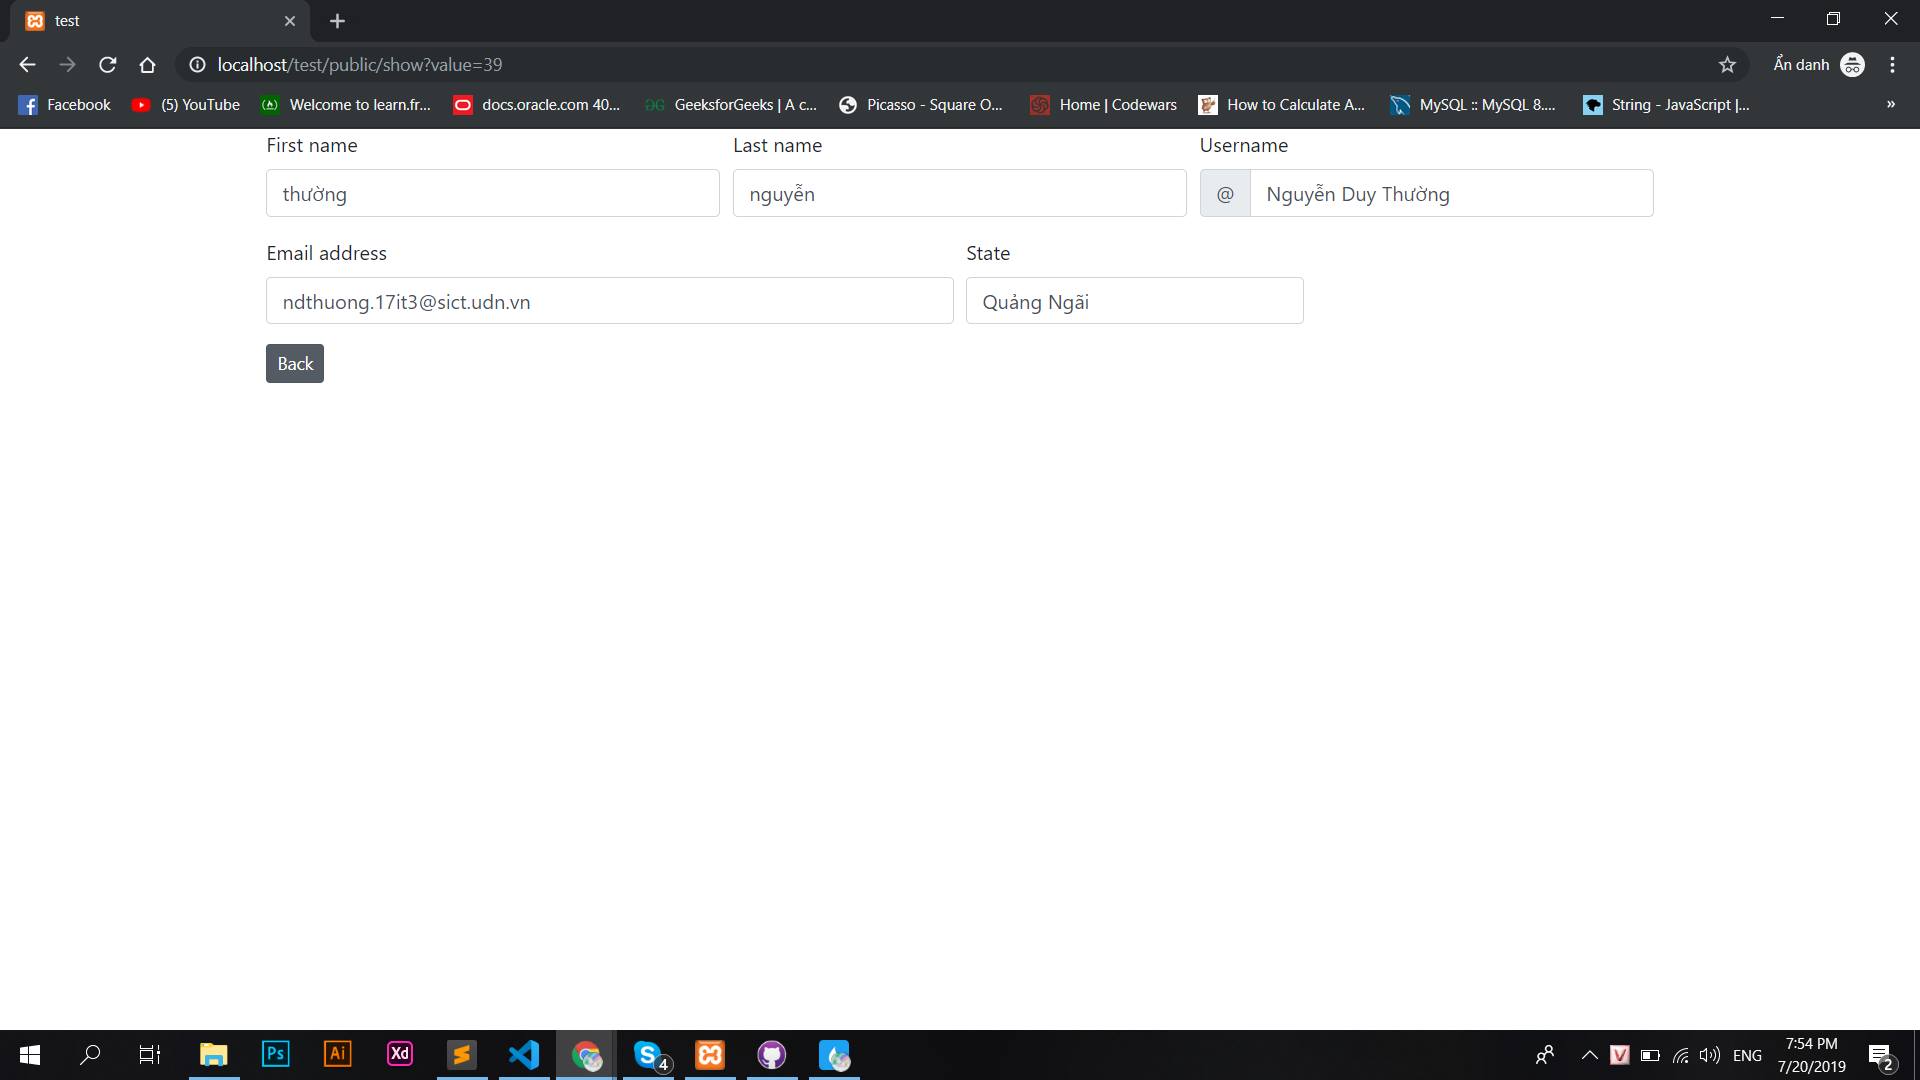 test
localhost/test/public/show?value=39
Ẩn danh
Facebook
(5) YouTube
Welcome to learn.fr...
docs.oracle.com 40...
GeeksforGeeks | A c...
Picasso - Square O...
Home | Codewars
How to Calculate A...
MySQL :: MySQL 8....
String - JavaScript |...
»
First name
Last name
Username
thường
nguyễn
@ Nguyễn Duy Thường
Email address
State
ndthuong.17it3@sict.udn.vn
Quảng Ngãi
Back
Ps
Ai
Xd
S
4
V
ENG
7:54 PM
7/20/2019
2